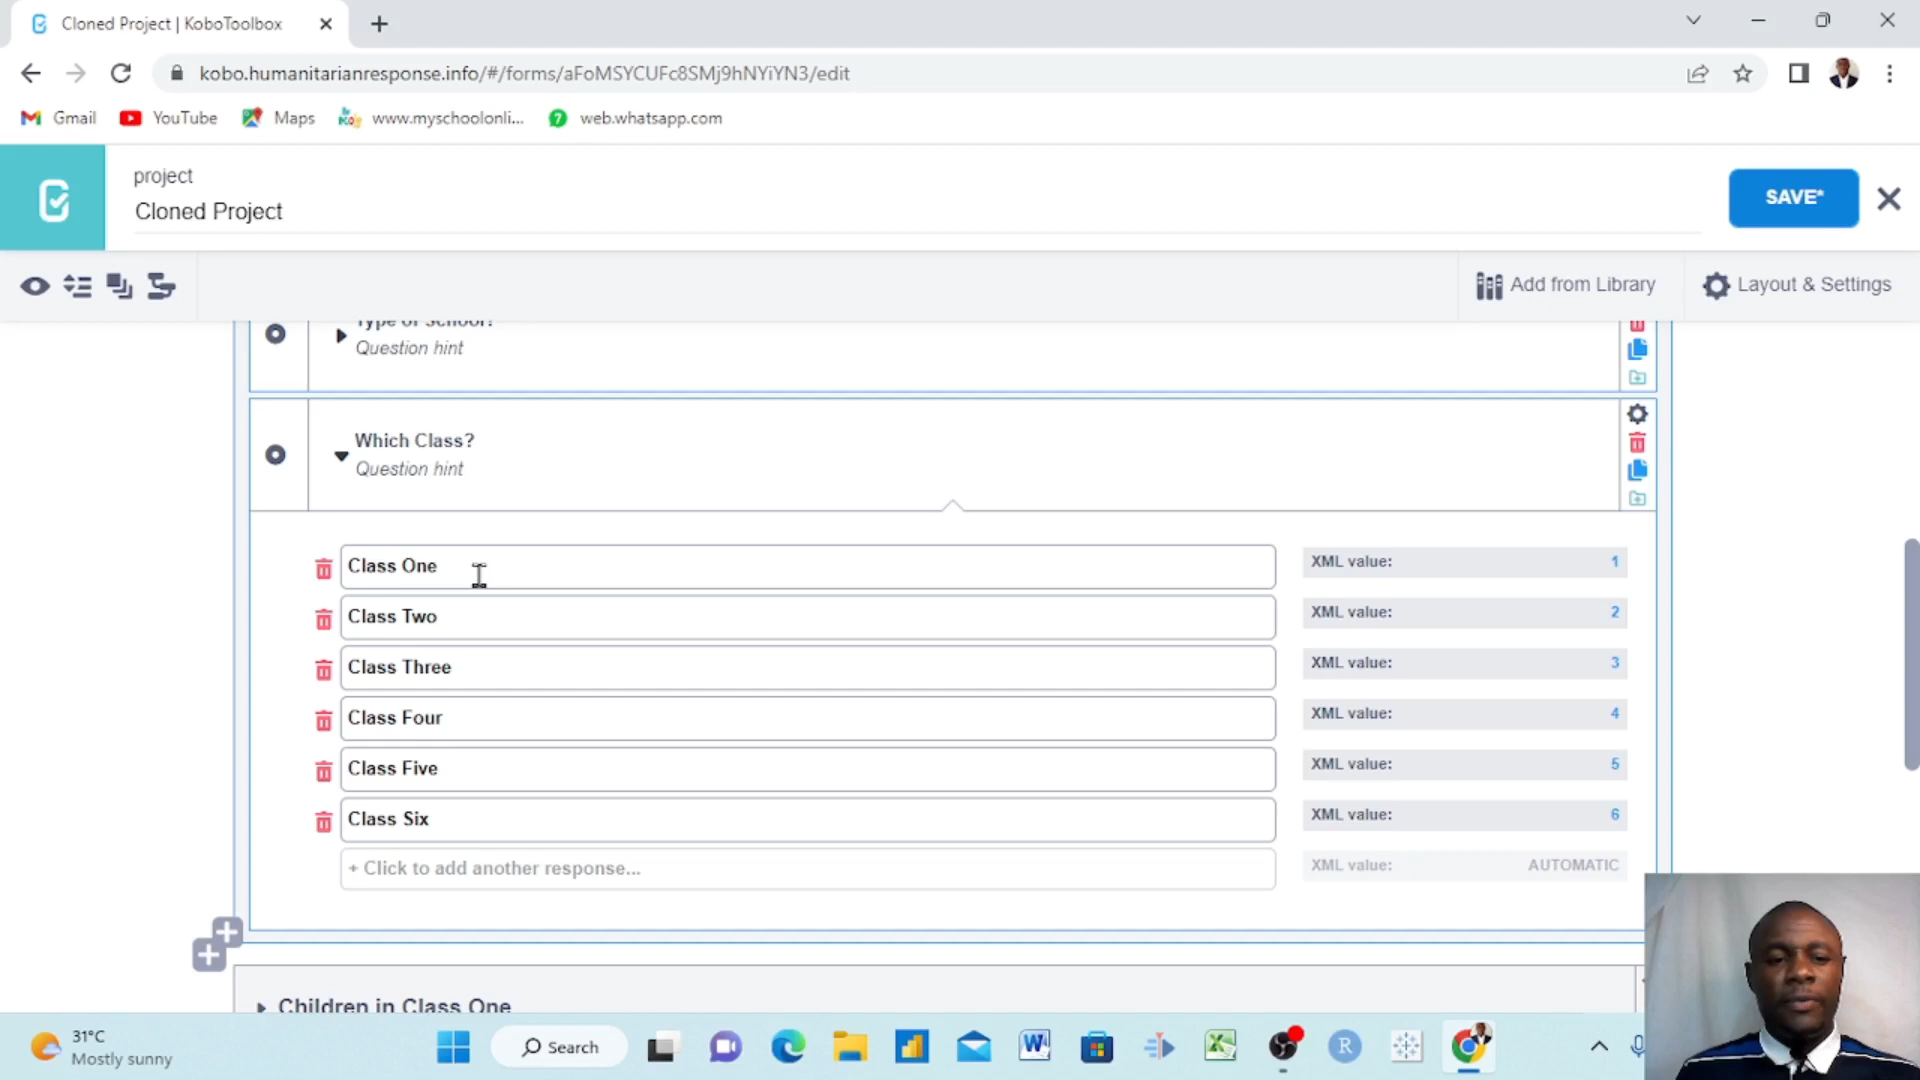 Cloned Project | KoboToolbox
kobo.humanitarianresponse.info/#/forms/aFoMSYCUFc8SMj9hNYiYN3/edit
Gmail YouTube Maps www.myschoolonli... web.whatsapp.com
project
Cloned Project
SAVE*
Add from Library
Layout & Settings
Type of School?
Question hint
Which Class?
Question hint
Class One XML value: 1
Class Two XML value: 2
Class Three XML value: 3
Class Four XML value: 4
Class Five XML value: 5
Class Six XML value: 6
+ Click to add another response... XML value: AUTOMATIC
Children in Class One
31°C
Mostly sunny
Search